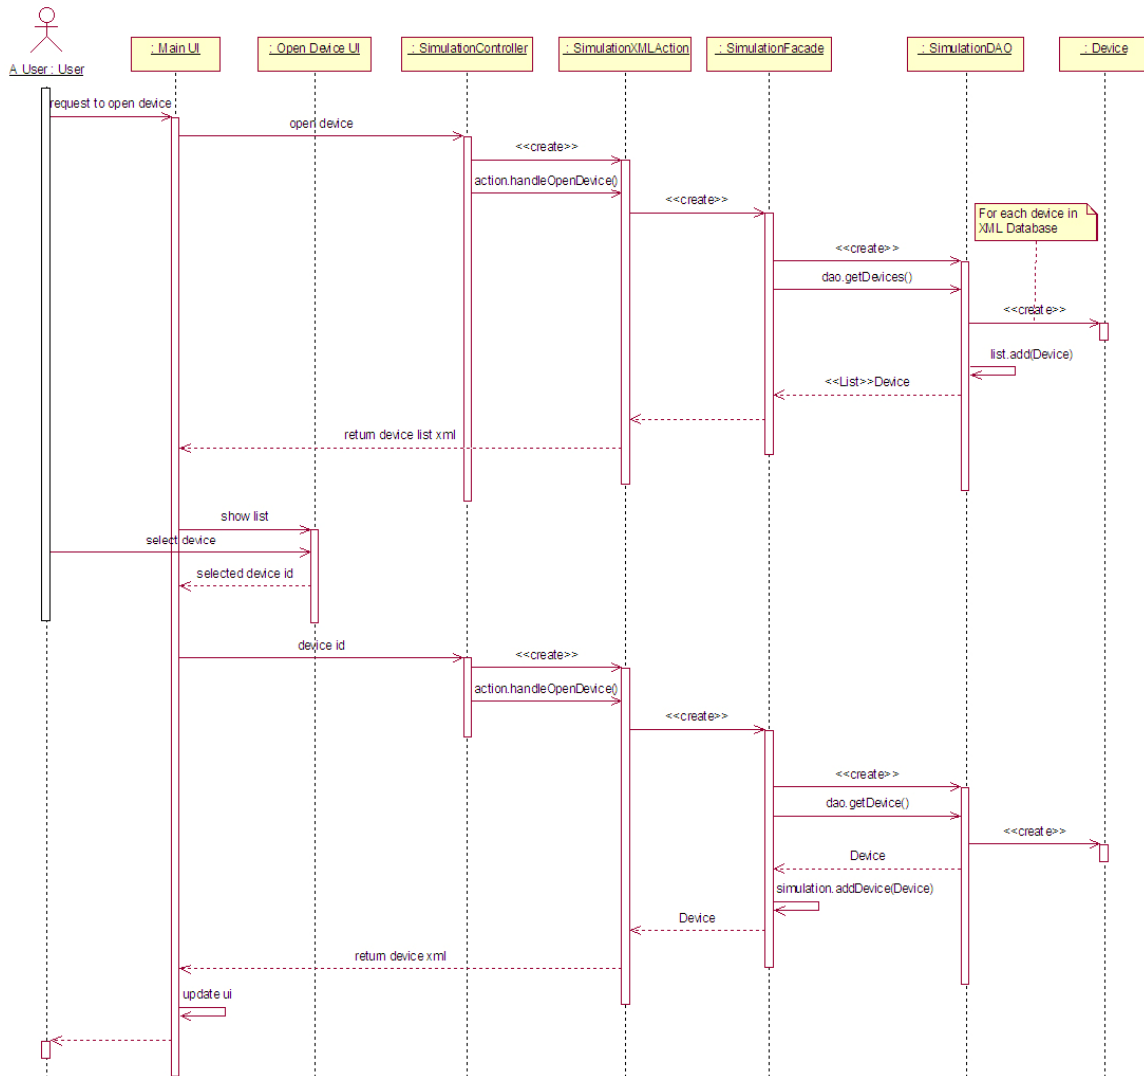 A User : User
: Main UI
: Open Device UI
: SimulationController
: SimulationXMLAction
: SimulationFacade
: SimulationDAO
: Device
request to open device
open device
<<create>>
action.handleOpenDevice()
<<create>>
For each device in
XML Database
<<create>>
dao.getDevices()
<<create>>
list.add(Device)
<<List>>Device
return device list xml
show list
select device
selected device id
device id
<<create>>
action.handleOpenDevice()
<<create>>
<<create>>
dao.getDevice()
<<create>>
Device
simulation.addDevice(Device)
Device
return device xml
update ui